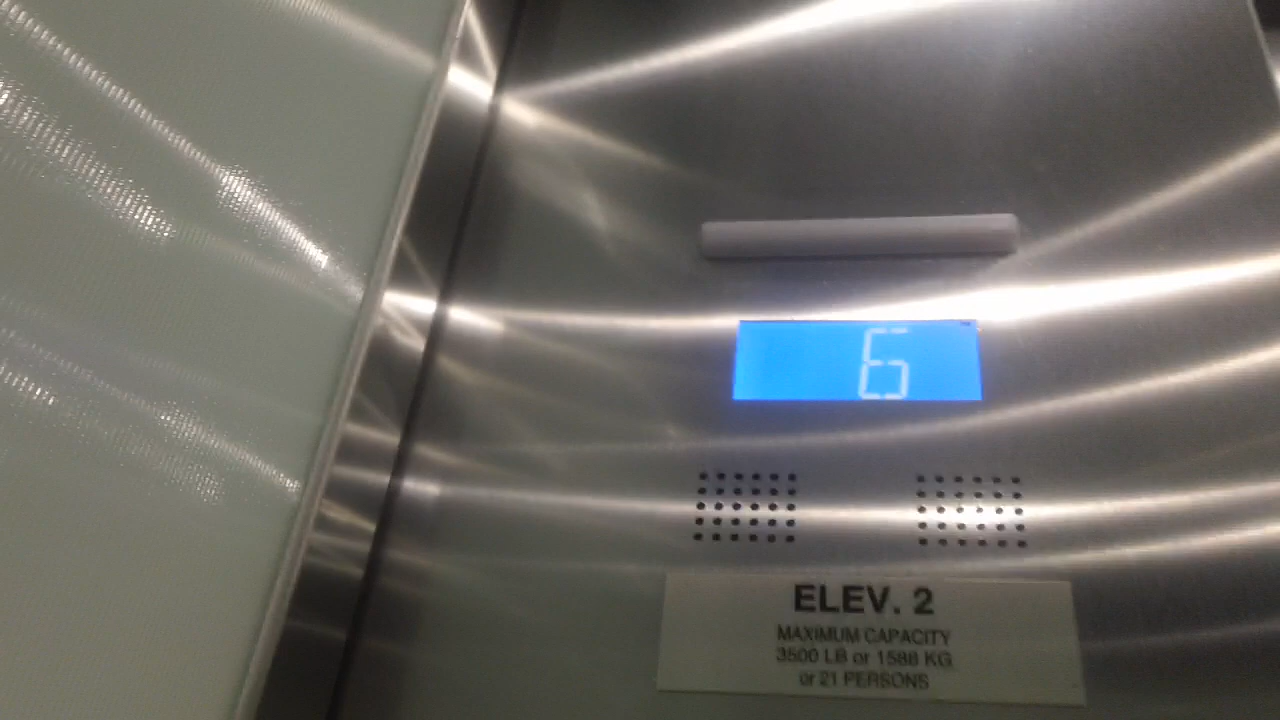 6
ELEV. 2
MAXIMUM CAPACITY
3500 LB or 1588 KG
or 21 PERSONS